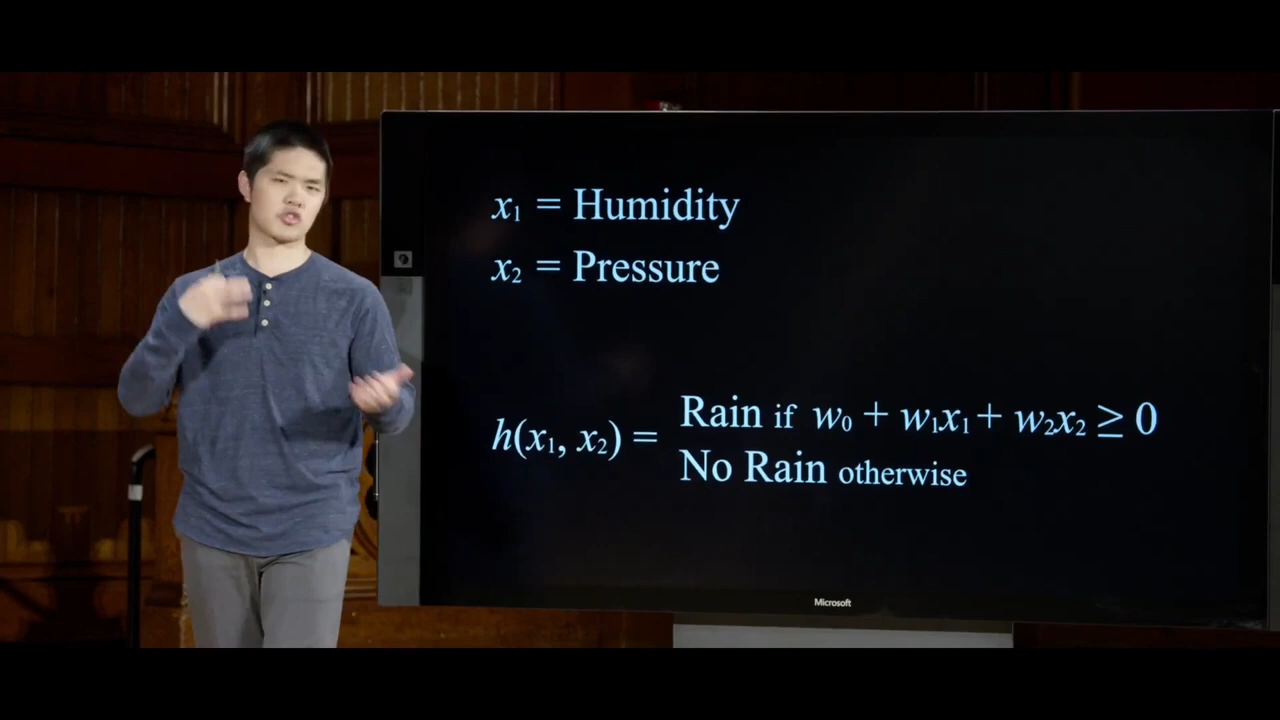 x₁ = Humidity
x₂ = Pressure
h(x₁, x₂) =
Rain if w₀ + w₁x₁ + w₂x₂ ≥ 0
No Rain otherwise
Microsoft